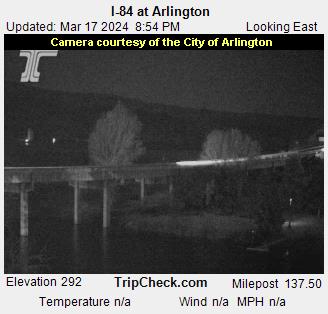 I-84 at Arlington
Updated: Mar 17 2024 8:54 PM Looking East
Camera courtesy of the City of Arlington
Elevation 292 TripCheck.com Milepost 137.50
Temperature n/a Wind n/a MPH n/a